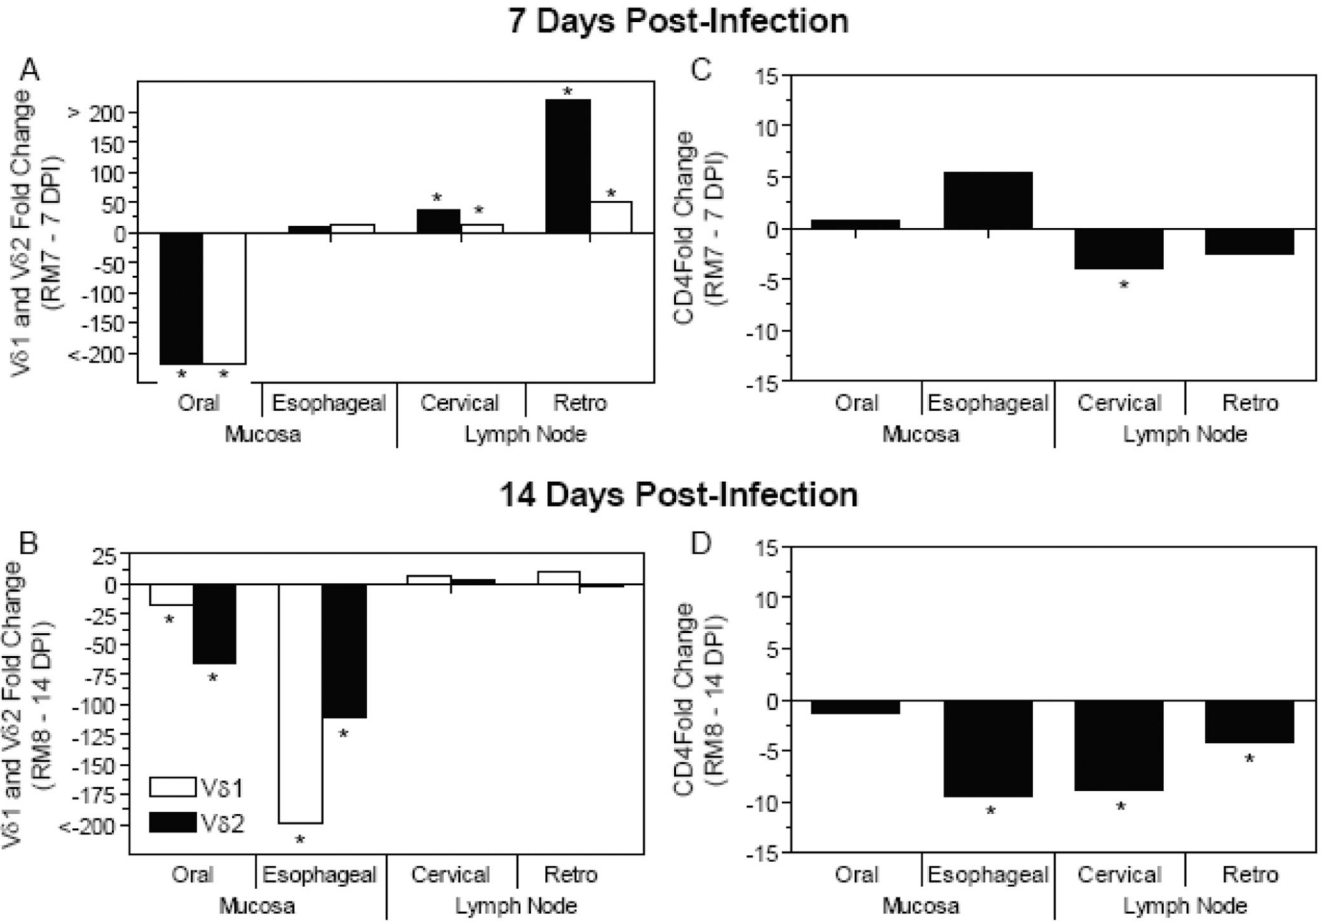 7 Days Post-Infection
A
Vδ1 and Vδ2 Fold Change
(RM7 - 7 DPI)
> 200
150
100
50
0
-50
-100
-150
<-200
*
*
*
*
*
*
Oral
Esophageal
Cervical
Retro
Mucosa
Lymph Node
C
CD4Fold Change
(RM7 - 7 DPI)
15
10
5
0
-5
-10
-15
*
Oral
Esophageal
Cervical
Retro
Mucosa
Lymph Node
14 Days Post-Infection
B
Vδ1 and Vδ2 Fold Change
(RM8 - 14 DPI)
25
0
-25
-50
-75
-100
-125
-150
-175
<-200
*
*
*
*
Vδ1
Vδ2
Oral
Esophageal
Cervical
Retro
Mucosa
Lymph Node
D
CD4Fold Change
(RM8 - 14 DPI)
15
10
5
0
-5
-10
-15
*
*
*
Oral
Esophageal
Cervical
Retro
Mucosa
Lymph Node